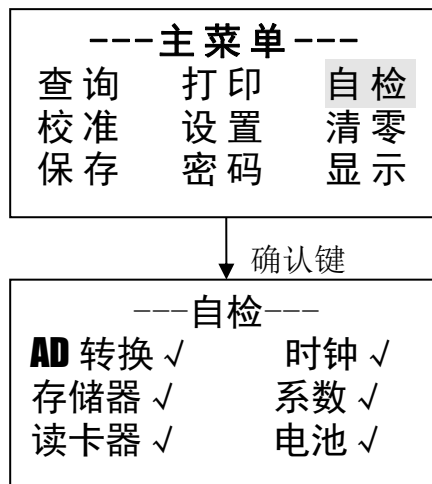 ---主菜单---
查询 打印 自检
校准 设置 清零
保存 密码 显示
确认键
---自检---
AD 转换 √ 时钟 √
存储器 √ 系数 √
读卡器 √ 电池 √